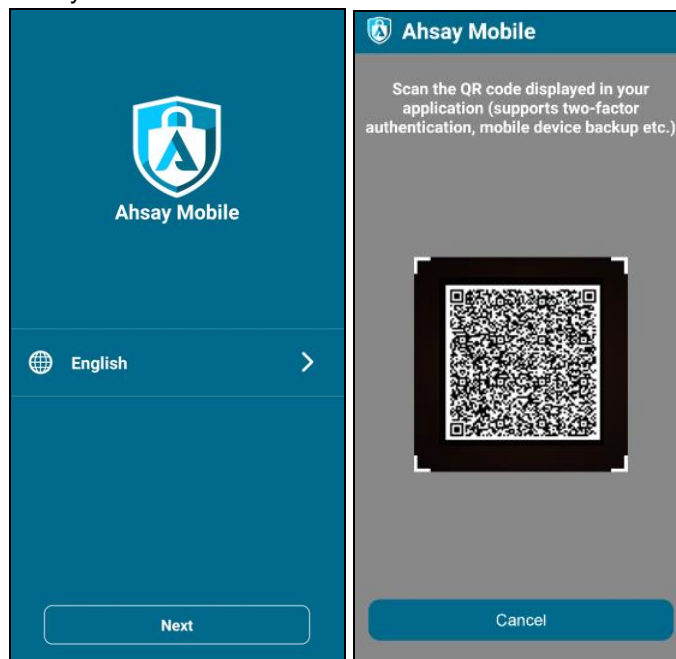 Ahsay Mobile
English
Next
Ahsay Mobile
Scan the QR code displayed in your
application (supports two-factor
authentication, mobile device backup etc.)
Cancel